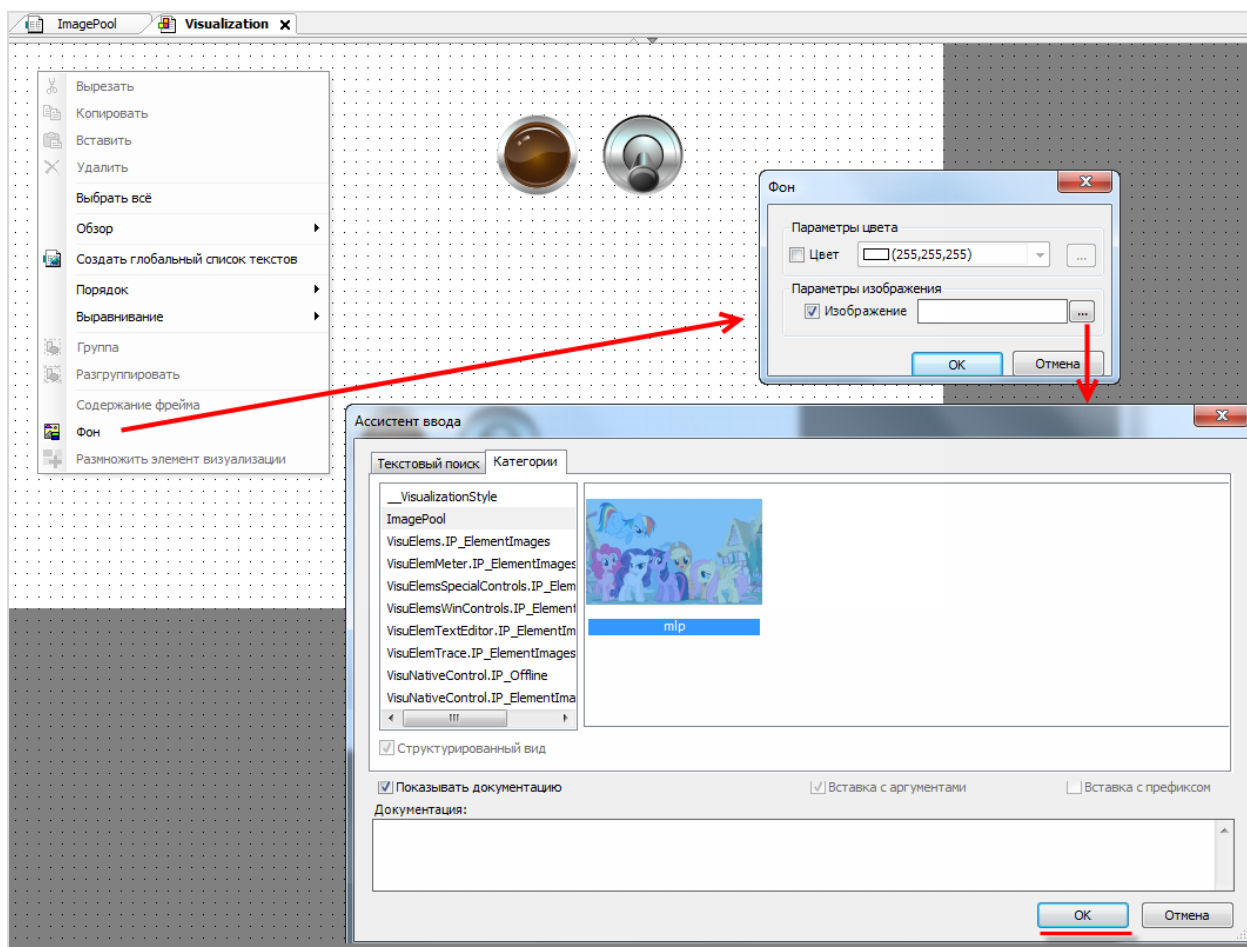 ImagePool
Visualization
Вырезать
Копировать
Вставить
Удалить
Выбрать всё
Обзор
Создать глобальный список текстов
Порядок
Выравнивание
Группа
Разгруппировать
Содержание фрейма
Фон
Размножить элемент визуализации
Фон
Параметры цвета
Цвет (255,255,255) ...
Параметры изображения
Изображение ...
OK Отмена
Ассистент ввода
Текстовый поиск Категории
__VisualizationStyle
ImagePool
VisuElems.IP_ElementImages
VisuElemMeter.IP_ElementImages
VisuElemsSpecialControls.IP_Elem
VisuElemsWinControls.IP_Element
VisuElemTextEditor.IP_ElementIm
VisuElemTrace.IP_ElementImages
VisuNativeControl.IP_Offline
VisuNativeControl.IP_ElementIma
mlp
Структурированный вид
Показывать документацию Вставка с аргументами Вставка с префиксом
Документация:
OK Отмена